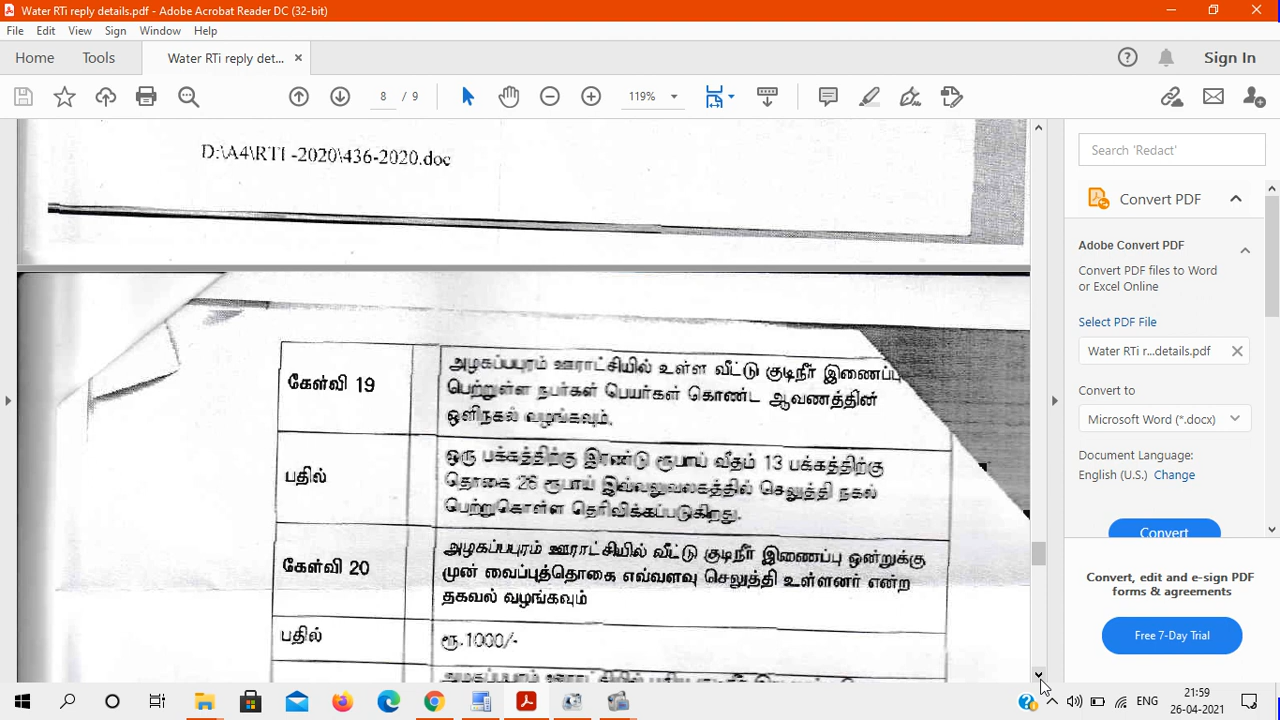 Water RTi reply details.pdf - Adobe Acrobat Reader DC (32-bit)
File Edit View Sign Window Help
Home Tools Water RTi reply det... × Sign In
8 / 9 119%
D:\A4\RTI -2020\436-2020.doc
கேள்வி 19
அழகப்பபுரம் ஊராட்சியில் உள்ள வீட்டு குடிநீர் இணைப்பு
பெற்றுள்ள நபர்கள் பெயர்கள் கொண்ட ஆவணத்தின்
ஒளிநகல் வழங்கவும்.
பதில்
ஒரு பக்கத்திற்கு இரண்டு ரூபாய் வீதம் 13 பக்கத்திற்கு
தொகை 26 ரூபாய் இவ்வலுவலகத்தில் செலுத்தி நகல்
பெற்றுகொள்ள தெரிவிக்கப்படுகிறது.
கேள்வி 20
அழகப்பபுரம் ஊராட்சியில் வீட்டு குடிநீர் இணைப்பு ஒன்றுக்கு
முன் வைப்புத்தொகை எவ்வளவு செலுத்தி உள்ளனர் என்ற
தகவல் வழங்கவும்
பதில்
ரூ.1000/-
Search 'Redact'
Convert PDF
Adobe Convert PDF
Convert PDF files to Word
or Excel Online
Select PDF File
Water RTi r...details.pdf
Convert to
Microsoft Word (*.docx)
Document Language:
English (U.S.) Change
Convert
Convert, edit and e-sign PDF
forms & agreements
Free 7-Day Trial
ENG
21:59
26-04-2021